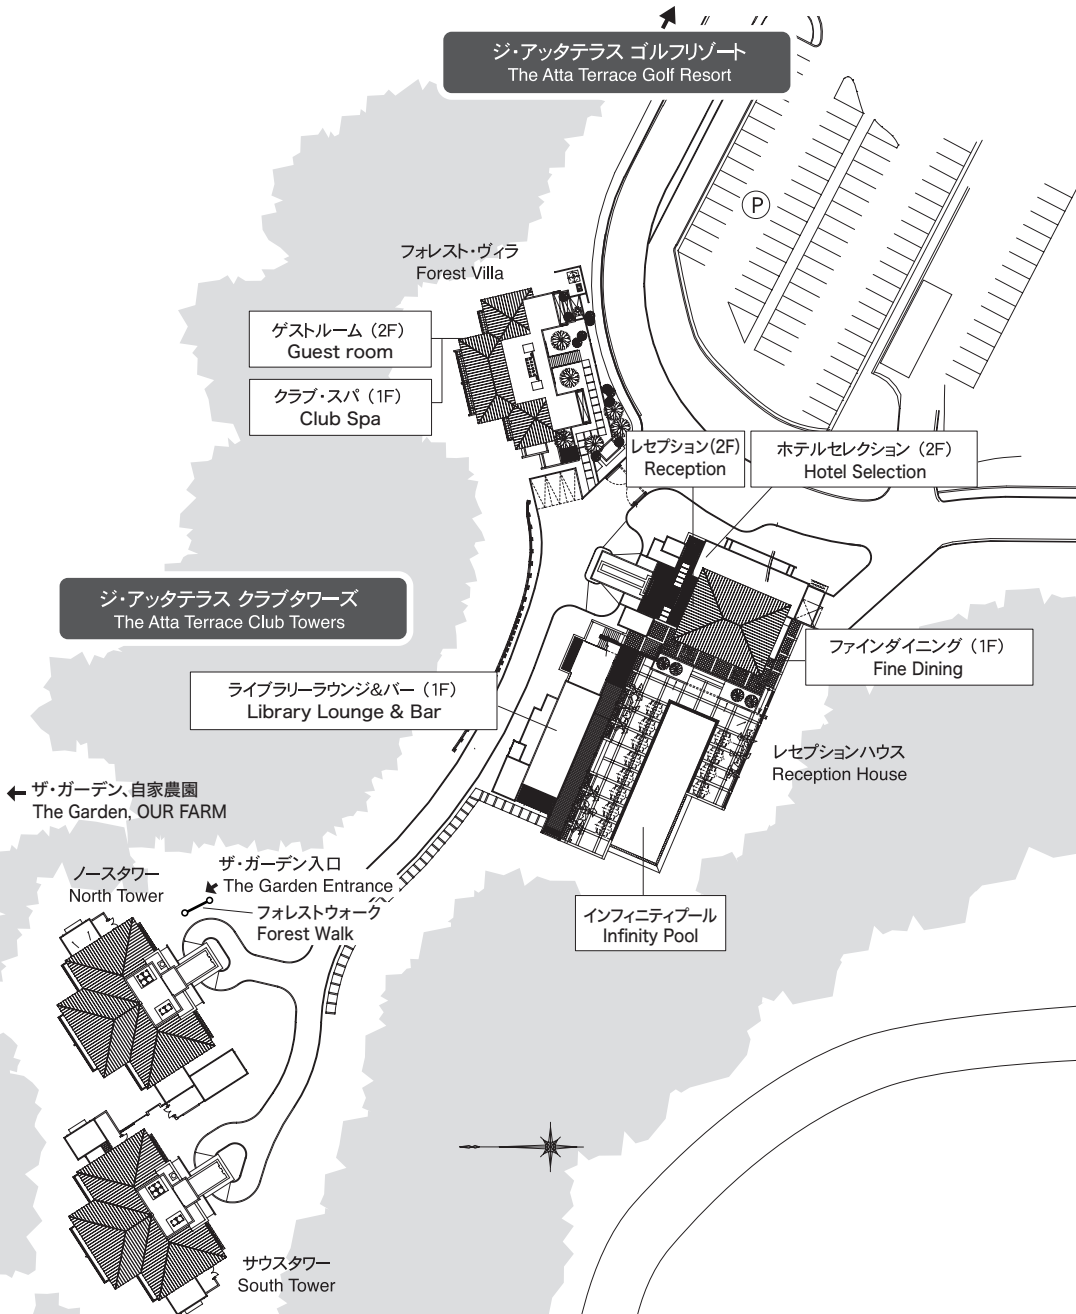 ジ・アッタテラス ゴルフリゾート
The Atta Terrace Golf Resort
P
フォレスト・ヴィラ
Forest Villa
ゲストルーム（2F）
Guest room
クラブ・スパ（1F）
Club Spa
レセプション(2F)
Reception
ホテルセレクション（2F）
Hotel Selection
ジ・アッタテラス クラブタワーズ
The Atta Terrace Club Towers
ファインダイニング（1F）
Fine Dining
ライブラリーラウンジ&バー（1F）
Library Lounge & Bar
レセプションハウス
Reception House
ザ・ガーデン、自家農園
The Garden, OUR FARM
ザ・ガーデン入口
The Garden Entrance
ノースタワー
North Tower
フォレストウォーク
Forest Walk
インフィニティプール
Infinity Pool
サウスタワー
South Tower